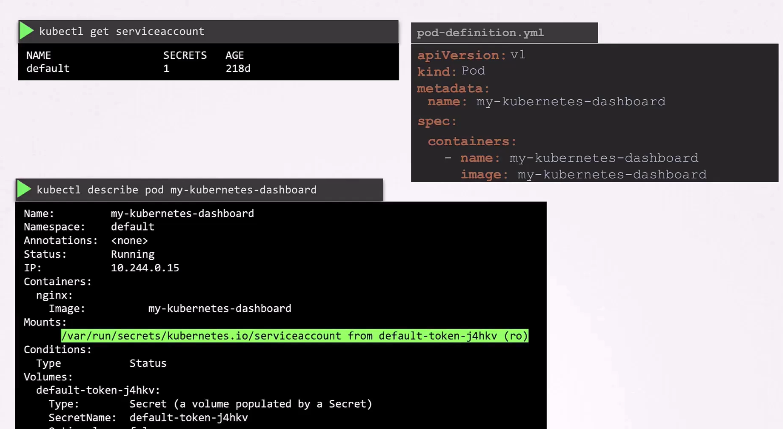 kubectl get serviceaccount
NAME SECRETS AGE
default 1 218d
pod-definition.yml
apiVersion: v1
kind: Pod
metadata:
name: my-kubernetes-dashboard
spec:
containers:
- name: my-kubernetes-dashboard
image: my-kubernetes-dashboard
kubectl describe pod my-kubernetes-dashboard
Name: my-kubernetes-dashboard
Namespace: default
Annotations: <none>
Status: Running
IP: 10.244.0.15
Containers:
nginx:
Image: my-kubernetes-dashboard
Mounts:
/var/run/secrets/kubernetes.io/serviceaccount from default-token-j4hkv (ro)
Conditions:
Type Status
Volumes:
default-token-j4hkv:
Type: Secret (a volume populated by a Secret)
SecretName: default-token-j4hkv